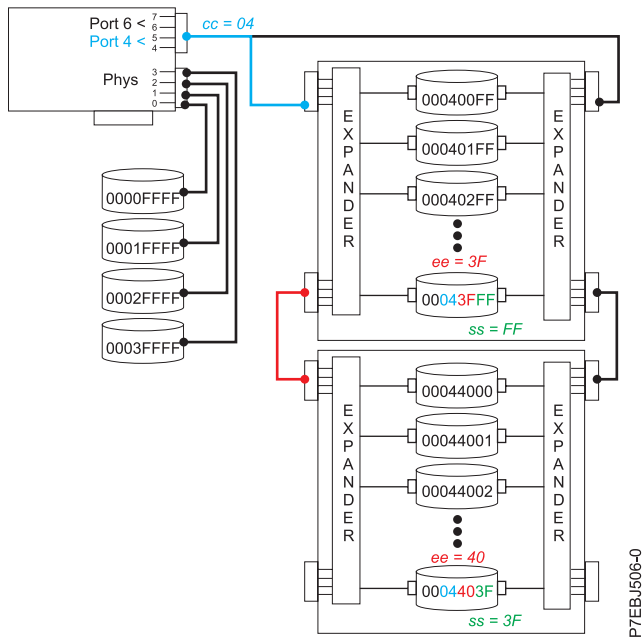 Port 6 <
Port 4 <
7
6
5
4
cc = 04
Phys
3
2
1
0
0000FFFF
0001FFFF
0002FFFF
0003FFFF
EXPANDER
000400FF
000401FF
000402FF
ee = 3F
00043FFF
ss = FF
EXPANDER
EXPANDER
00044000
00044001
00044002
ee = 40
0004403F
ss = 3F
EXPANDER
P7EBJ506-0